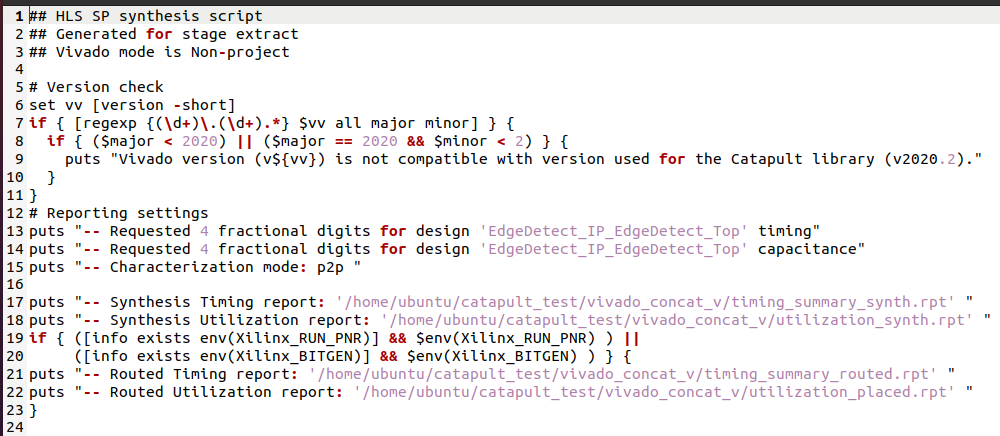 1 ## HLS SP synthesis script
2 ## Generated for stage extract
3 ## Vivado mode is Non-project
4
5 # Version check
6 set vv [version -short]
7 if { [regexp {(\d+)\.(\d+).*} $vv all major minor] } {
8   if { ($major < 2020) || ($major == 2020 && $minor < 2) } {
9     puts "Vivado version (v${vv}) is not compatible with version used for the Catapult library (v2020.2)."
10   }
11 }
12 # Reporting settings
13 puts "-- Requested 4 fractional digits for design 'EdgeDetect_IP_EdgeDetect_Top' timing"
14 puts "-- Requested 4 fractional digits for design 'EdgeDetect_IP_EdgeDetect_Top' capacitance"
15 puts "-- Characterization mode: p2p "
16
17 puts "-- Synthesis Timing report: '/home/ubuntu/catapult_test/vivado_concat_v/timing_summary_synth.rpt' "
18 puts "-- Synthesis Utilization report: '/home/ubuntu/catapult_test/vivado_concat_v/utilization_synth.rpt' "
19 if { ([info exists env(Xilinx_RUN_PNR)] && $env(Xilinx_RUN_PNR) ) ||
20      ([info exists env(Xilinx_BITGEN)] && $env(Xilinx_BITGEN) ) } {
21 puts "-- Routed Timing report: '/home/ubuntu/catapult_test/vivado_concat_v/timing_summary_routed.rpt' "
22 puts "-- Routed Utilization report: '/home/ubuntu/catapult_test/vivado_concat_v/utilization_placed.rpt' "
23 }
24